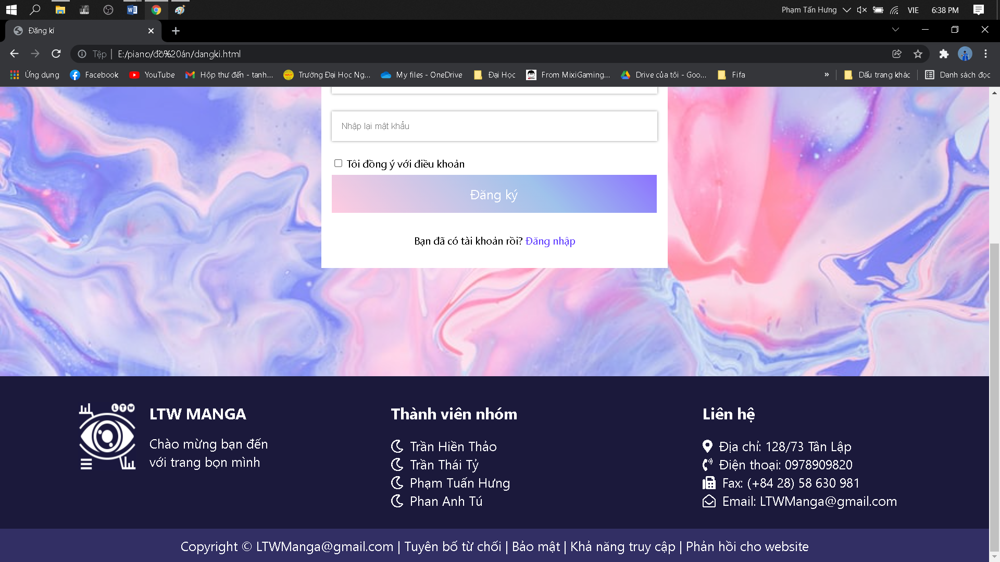 Phạm Tấn Hưng VIE 6:38 PM
Đăng kí
Tệp | E:/piano/đồ%20án/dangki.html
Ứng dụng Facebook YouTube Hộp thư đến - tanh... Trường Đại Học Ng... My files - OneDrive Đại Học From MixiGaming... Drive của tôi - Goo... Fifa » Dấu trang khác Danh sách đọc
Nhập lại mật khẩu
Tôi đồng ý với điều khoản
Đăng ký
Bạn đã có tài khoản rồi? Đăng nhập
LTW
LTW MANGA
Chào mừng bạn đến
với trang bọn mình
Thành viên nhóm
Trần Hiền Thảo
Trần Thái Tỷ
Phạm Tuấn Hưng
Phan Anh Tú
Liên hệ
Địa chỉ: 128/73 Tân Lập
Điện thoại: 0978909820
Fax: (+84 28) 58 630 981
Email: LTWManga@gmail.com
Copyright © LTWManga@gmail.com | Tuyên bố từ chối | Bảo mật | Khả năng truy cập | Phản hồi cho website